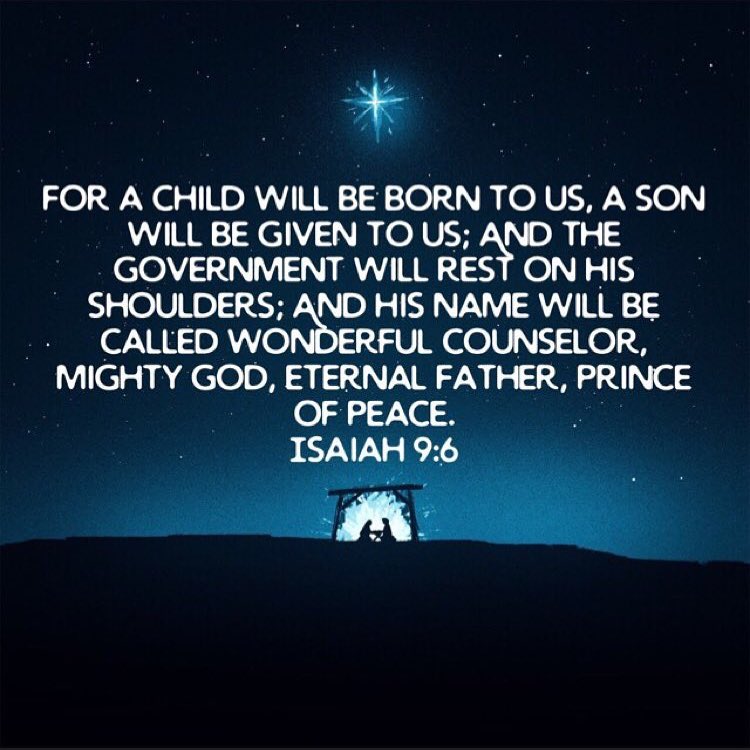 FOR A CHILD WILL BE BORN TO US, A SON
WILL BE GIVEN TO US; AND THE
GOVERNMENT WILL REST ON HIS
SHOULDERS; AND HIS NAME WILL BE
CALLED WONDERFUL COUNSELOR,
MIGHTY GOD, ETERNAL FATHER, PRINCE
OF PEACE.
ISAIAH 9:6